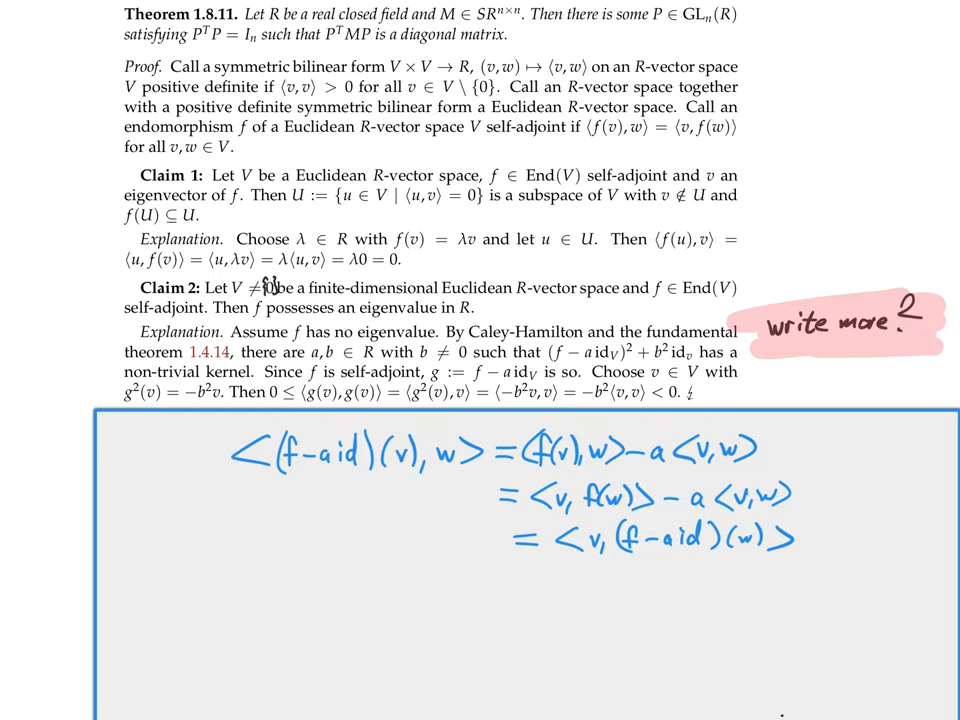 Theorem 1.8.11. Let R be a real closed field and M ∈ SRⁿˣⁿ. Then there is some P ∈ GLₙ(R)
satisfying PᵀP = Iₙ such that PᵀMP is a diagonal matrix.
Proof. Call a symmetric bilinear form V × V → R, (v, w) ↦ ⟨v, w⟩ on an R-vector space
V positive definite if ⟨v, v⟩ > 0 for all v ∈ V \ {0}. Call an R-vector space together
with a positive definite symmetric bilinear form a Euclidean R-vector space. Call an
endomorphism f of a Euclidean R-vector space V self-adjoint if ⟨f(v), w⟩ = ⟨v, f(w)⟩
for all v, w ∈ V.
Claim 1: Let V be a Euclidean R-vector space, f ∈ End(V) self-adjoint and v an
eigenvector of f. Then U := {u ∈ V | ⟨u, v⟩ = 0} is a subspace of V with v ∉ U and
f(U) ⊆ U.
Explanation. Choose λ ∈ R with f(v) = λv and let u ∈ U. Then ⟨f(u), v⟩ =
⟨u, f(v)⟩ = ⟨u, λv⟩ = λ⟨u, v⟩ = λ0 = 0.
Claim 2: Let V ≠ {0} be a finite-dimensional Euclidean R-vector space and f ∈ End(V)
self-adjoint. Then f possesses an eigenvalue in R.
write more?
Explanation. Assume f has no eigenvalue. By Caley-Hamilton and the fundamental
theorem 1.4.14, there are a, b ∈ R with b ≠ 0 such that (f − a id_V)² + b² id_v has a
non-trivial kernel. Since f is self-adjoint, g := f − a id_V is so. Choose v ∈ V with
g²(v) = −b²v. Then 0 ≤ ⟨g(v), g(v)⟩ = ⟨g²(v), v⟩ = ⟨−b²v, v⟩ = −b²⟨v, v⟩ < 0. ↯
<(f−a id)(v), w> = <f(v), w> − a <v, w>
= <v, f(w)> − a <v, w>
= <v, (f−a id)(w)>